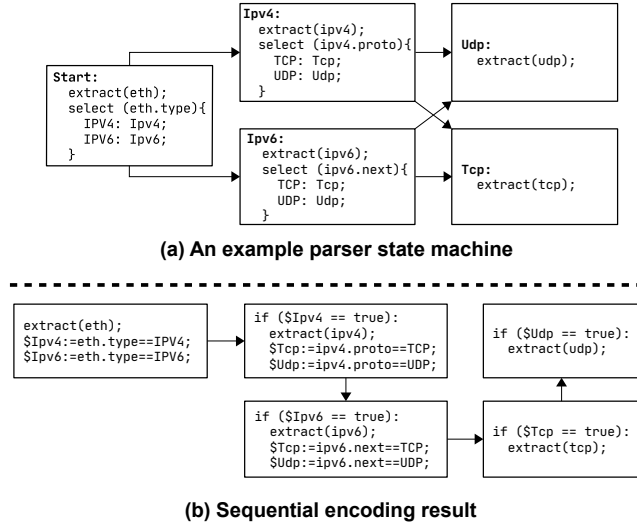 Start:
extract(eth);
select (eth.type){
IPV4: Ipv4;
IPV6: Ipv6;
}
Ipv4:
extract(ipv4);
select (ipv4.proto){
TCP: Tcp;
UDP: Udp;
}
Ipv6:
extract(ipv6);
select (ipv6.next){
TCP: Tcp;
UDP: Udp;
}
Udp:
extract(udp);
Tcp:
extract(tcp);
(a) An example parser state machine
extract(eth);
$Ipv4:=eth.type==IPV4;
$Ipv6:=eth.type==IPV6;
if ($Ipv4 == true):
extract(ipv4);
$Tcp:=ipv4.proto==TCP;
$Udp:=ipv4.proto==UDP;
if ($Ipv6 == true):
extract(ipv6);
$Tcp:=ipv6.next==TCP;
$Udp:=ipv6.next==UDP;
if ($Tcp == true):
extract(tcp);
if ($Udp == true):
extract(udp);
(b) Sequential encoding result